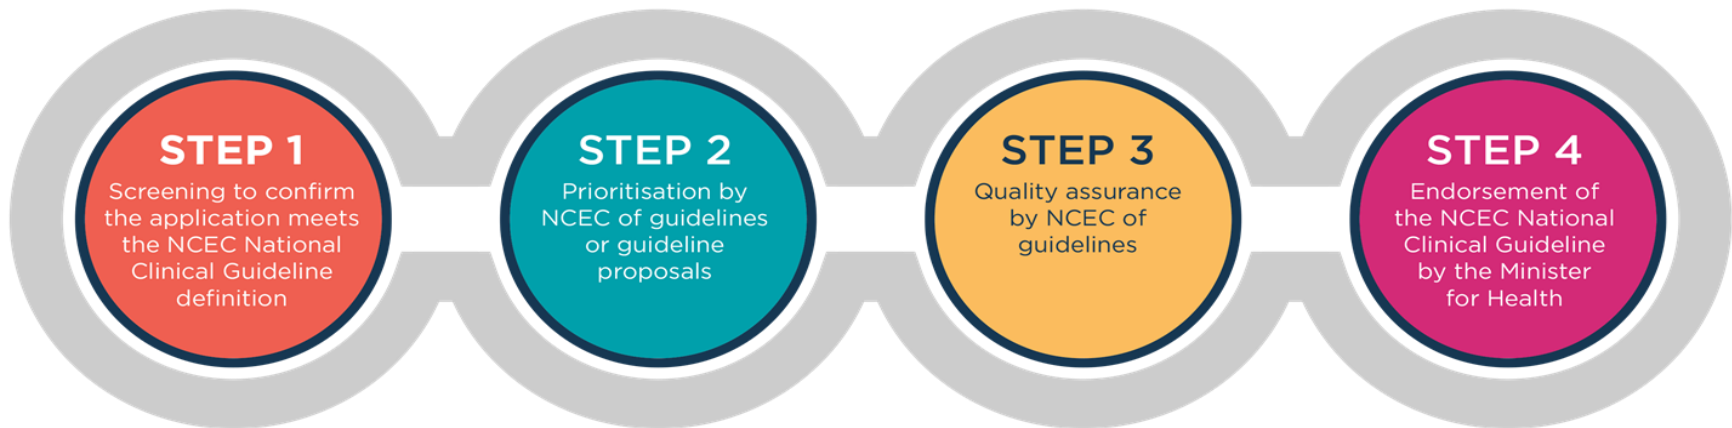 STEP 1
Screening to confirm
the application meets
the NCEC National
Clinical Guideline
definition
STEP 2
Prioritisation by
NCEC of guidelines
or guideline
proposals
STEP 3
Quality assurance
by NCEC of
guidelines
STEP 4
Endorsement of
the NCEC National
Clinical Guideline
by the Minister
for Health